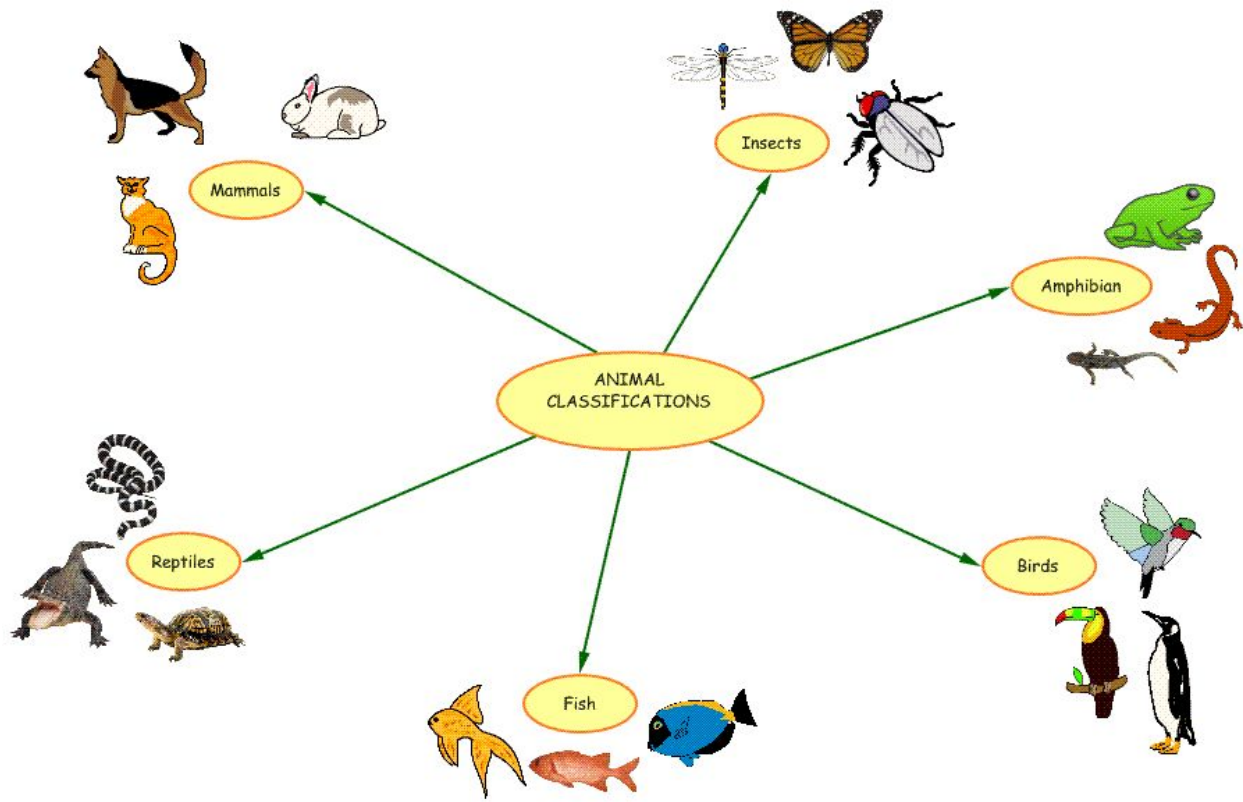 Insects
Mammals
Amphibian
ANIMAL
CLASSIFICATIONS
Reptiles
Birds
Fish